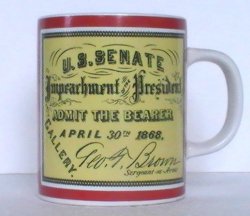 U.S. SENATE
Impeachment of the President
ADMIT THE BEARER
APRIL 30TH 1868.
GALLERY.
Geo. T. Brown
Sergeant-at-Arms